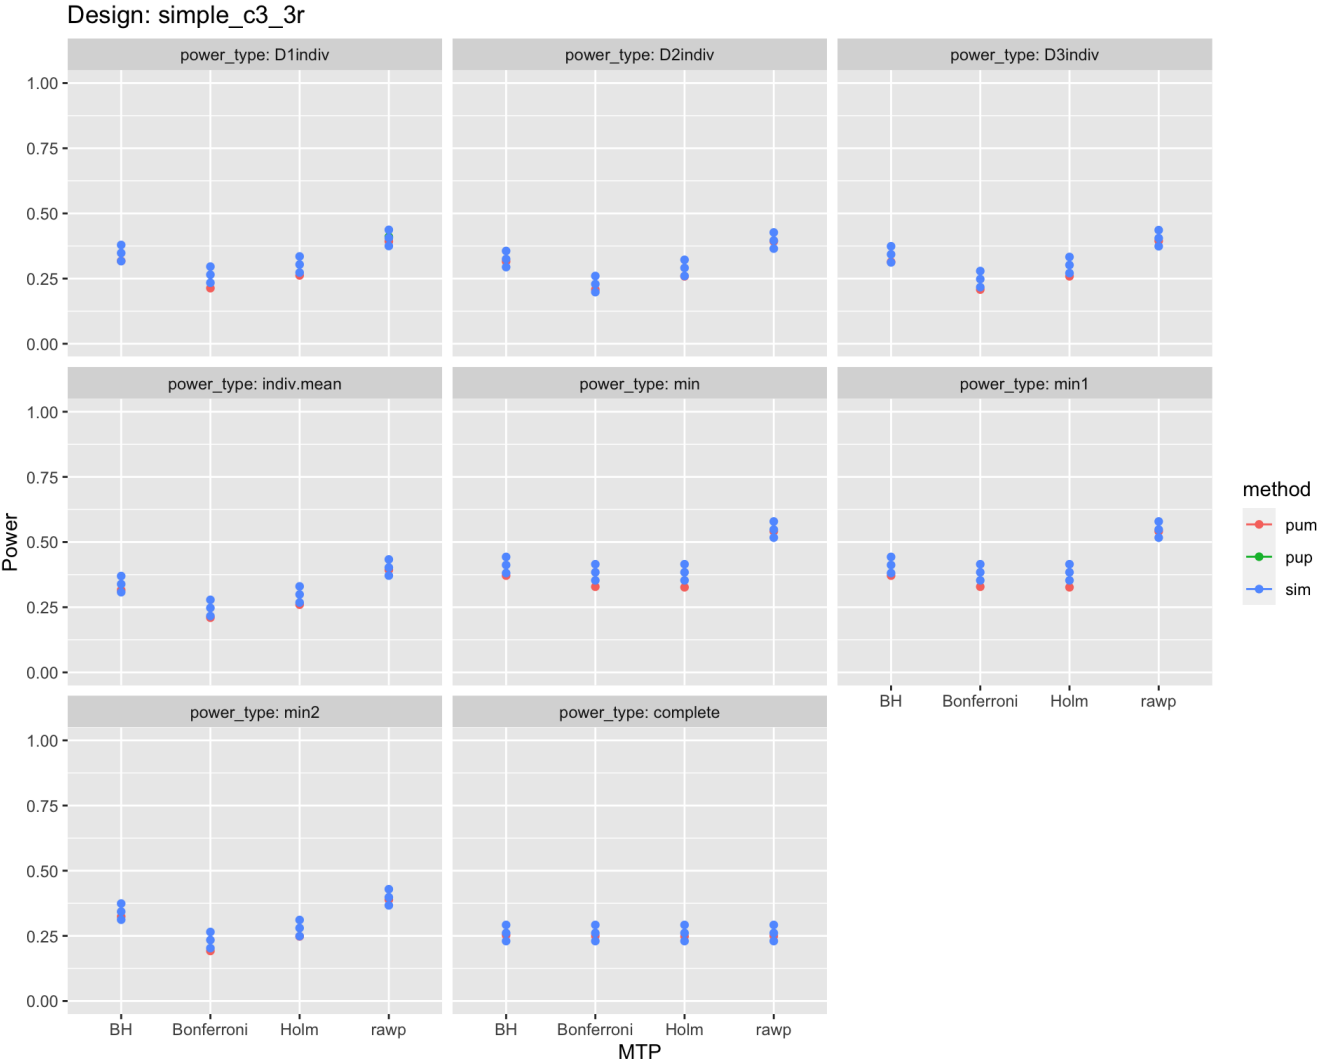 Design: simple_c3_3r
power_type: D1indiv
power_type: D2indiv
power_type: D3indiv
1.00
0.75
0.50
0.25
0.00
power_type: indiv.mean
power_type: min
power_type: min1
1.00
0.75
0.50
0.25
0.00
BH Bonferroni Holm rawp
power_type: min2
power_type: complete
1.00
0.75
0.50
0.25
0.00
BH Bonferroni Holm rawp
BH Bonferroni Holm rawp
MTP
Power
method
pum
pup
sim